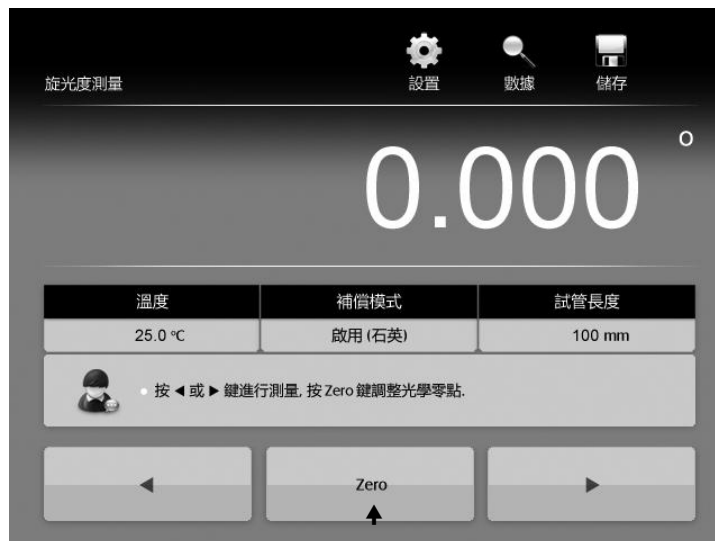 旋光度測量
設置
數據
儲存
0.000 °
溫度
補償模式
試管長度
25.0 ℃
啟用 (石英)
100 mm
按 ◀ 或 ▶ 鍵進行測量, 按 Zero 鍵調整光學零點.
◀
Zero
▶